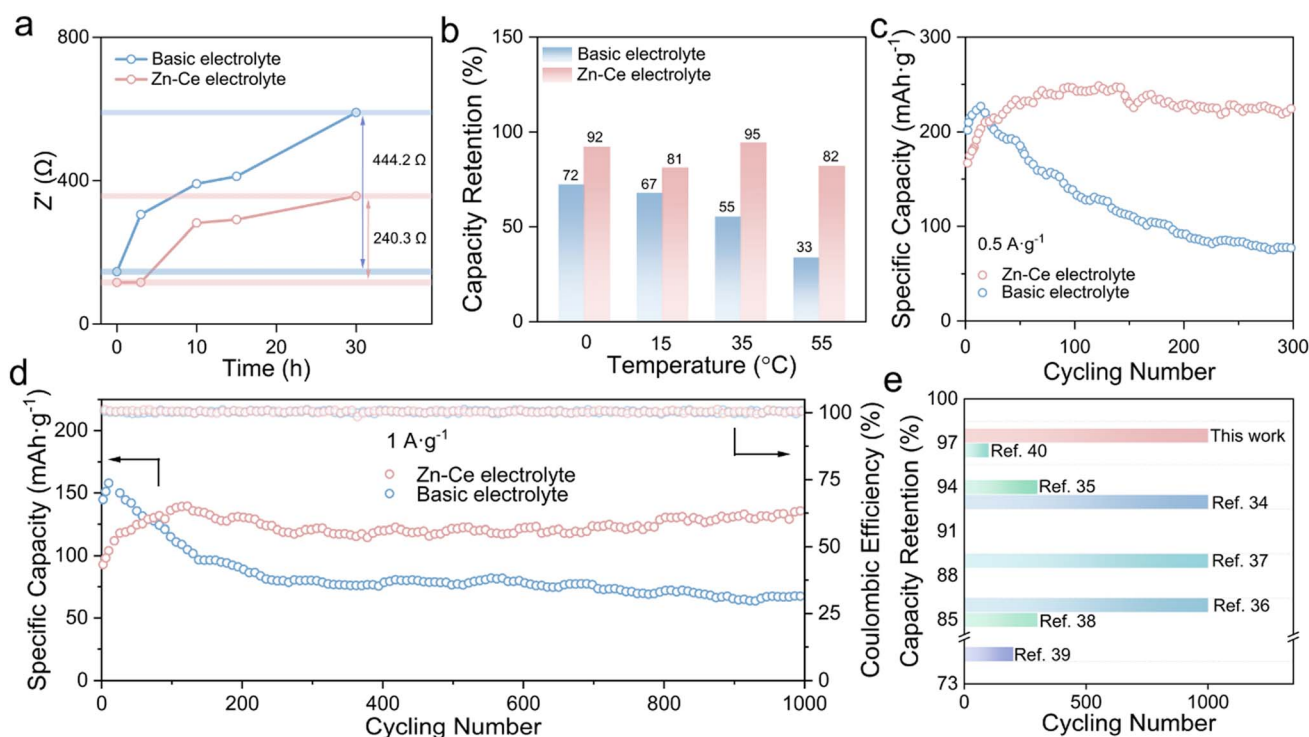 a
800
Basic electrolyte
Zn-Ce electrolyte
Z' (Ω)
400
444.2 Ω
240.3 Ω
0
0 10 20 30
Time (h)
b
150
Basic electrolyte
Zn-Ce electrolyte
Capacity Retention (%)
100
92
95
81
82
72
67
55
50
33
0
0 15 35 55
Temperature (°C)
c
300
Specific Capacity (mAh·g⁻¹)
200
100
0.5 A·g⁻¹
Zn-Ce electrolyte
Basic electrolyte
0
0 100 200 300
Cycling Number
d
200
150
100
50
0
Specific Capacity (mAh·g⁻¹)
1 A·g⁻¹
Zn-Ce electrolyte
Basic electrolyte
100
75
50
25
0
Coulombic Efficiency (%)
0 200 400 600 800 1000
Cycling Number
e
100
97
94
91
88
85
73
Capacity Retention (%)
This work
Ref. 40
Ref. 35
Ref. 34
Ref. 37
Ref. 36
Ref. 38
Ref. 39
0 500 1000
Cycling Number